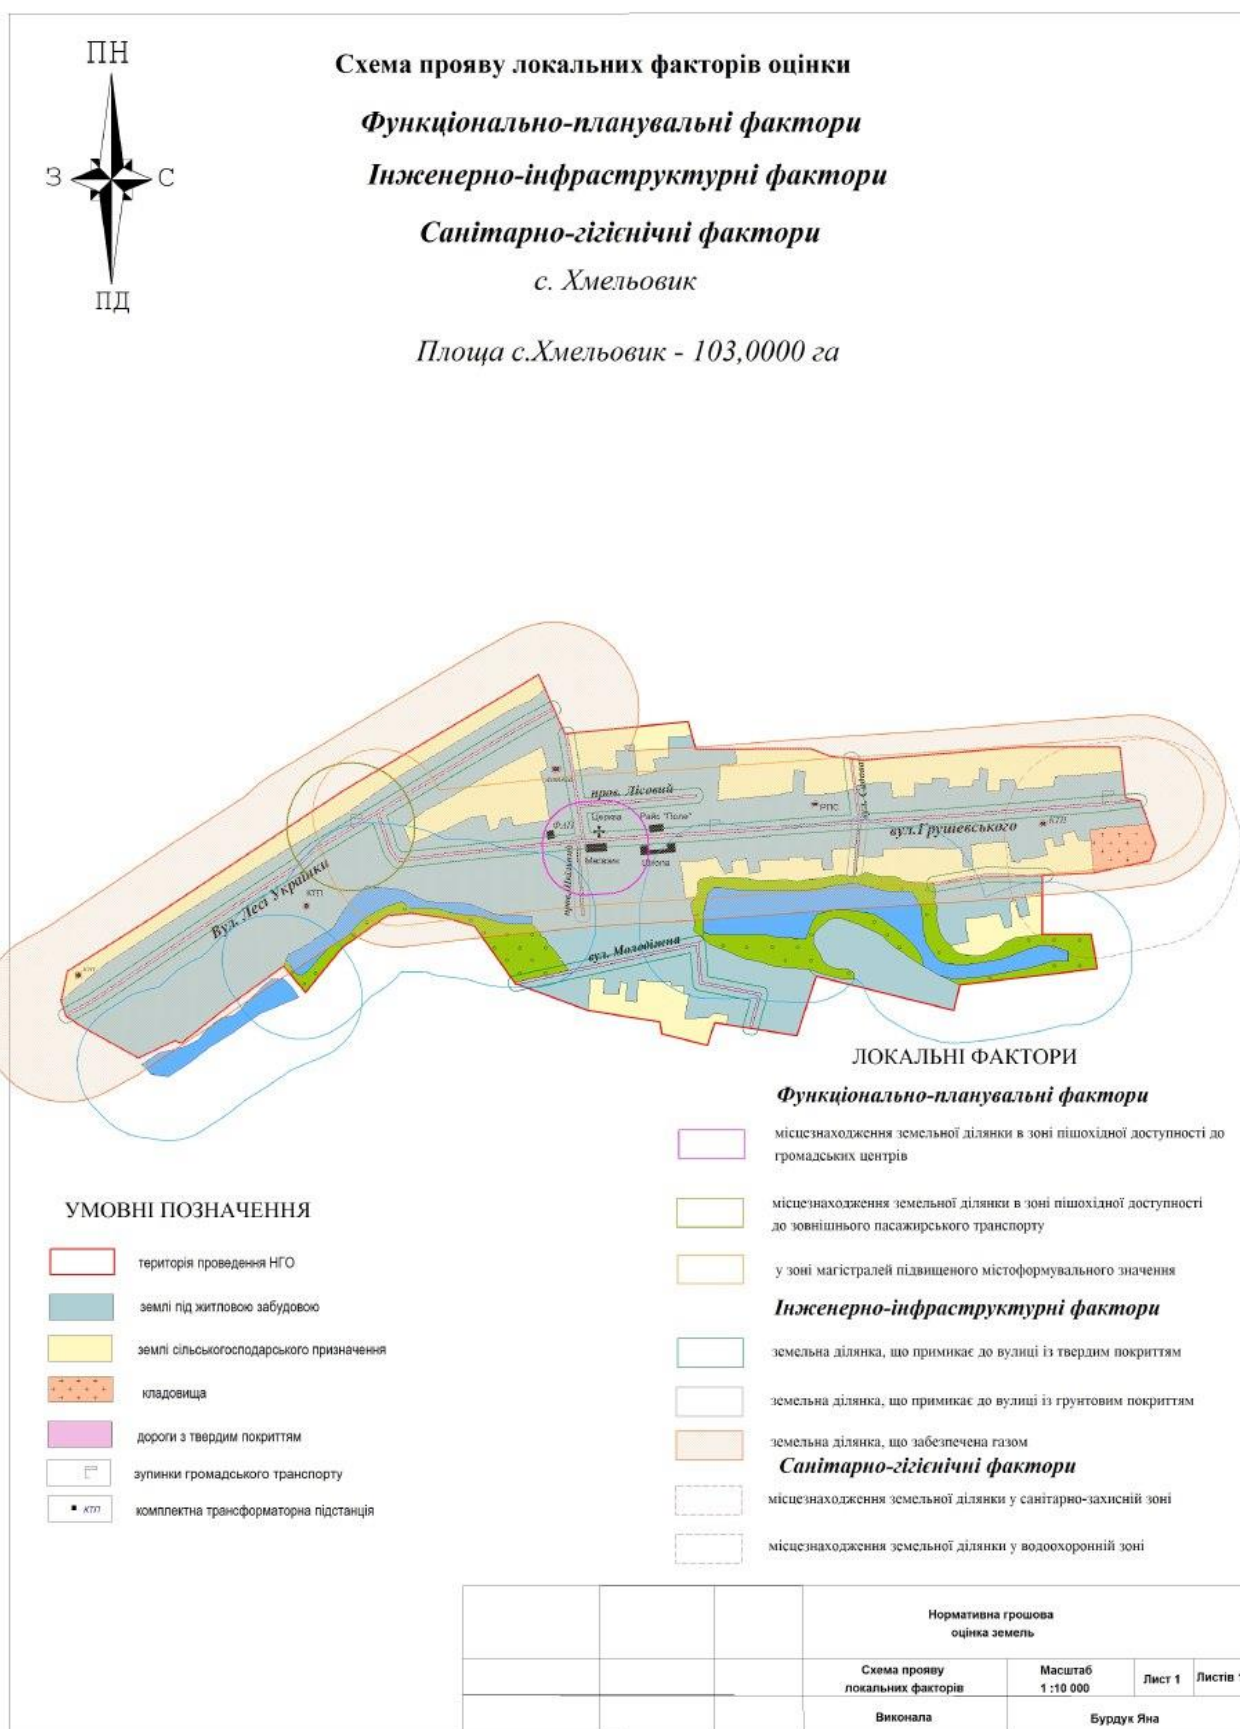 ПН
З
С
ПД
Схема прояву локальних факторів оцінки
Функціонально-планувальні фактори
Інженерно-інфраструктурні фактори
Санітарно-гігієнічні фактори
с. Хмельовик
Площа с.Хмельовик - 103,0000 га
пров. Лісовий
вул. Садова
РПС
ФАП
Церква
Райс "Поле"
вул.Грушевського
КТП
Магазин
Школа
Вул. Лесі Українки
КТП
пров. Шкільний
вул. Молодіжна
ЛОКАЛЬНІ ФАКТОРИ
Функціонально-планувальні фактори
місцезнаходження земельної ділянки в зоні пішохідної доступності до
громадських центрів
місцезнаходження земельної ділянки в зоні пішохідної доступності
до зовнішнього пасажирського транспорту
у зоні магістралей підвищеного містоформувального значення
Інженерно-інфраструктурні фактори
земельна ділянка, що примикає до вулиці із твердим покриттям
земельна ділянка, що примикає до вулиці із грунтовим покриттям
земельна ділянка, що забезпечена газом
Санітарно-гігієнічні фактори
місцезнаходження земельної ділянки у санітарно-захисній зоні
місцезнаходження земельної ділянки у водоохоронній зоні
УМОВНІ ПОЗНАЧЕННЯ
територія проведення НГО
землі під житловою забудовою
землі сільськогосподарського призначення
кладовища
дороги з твердим покриттям
зупинки громадського транспорту
КТП
комплектна трансформаторна підстанція
Нормативна грошова
оцінка земель
Схема прояву
локальних факторів
Масштаб
1 :10 000
Лист 1
Листів 1
Виконала
Бурдук Яна